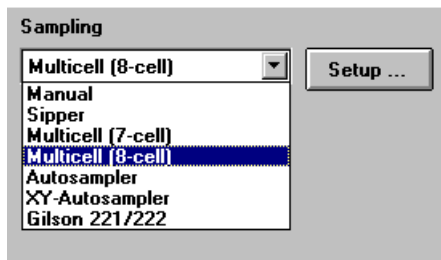 Sampling
Multicell (8-cell)
Setup ...
Manual
Sipper
Multicell (7-cell)
Multicell (8-cell)
Autosampler
XY-Autosampler
Gilson 221/222